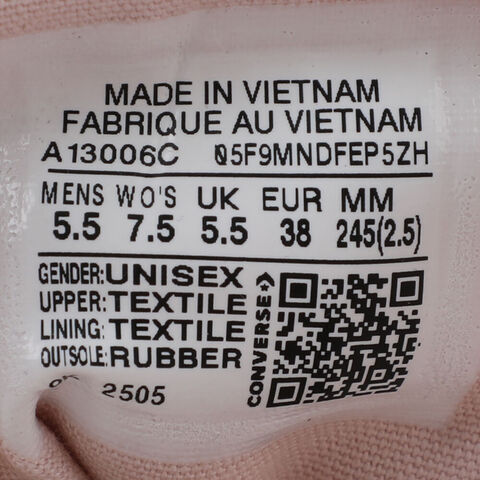 MADE IN VIETNAM
FABRIQUE AU VIETNAM
A13006C 05F9MNDFEP5ZH
MENS WO'S UK EUR MM
5.5 7.5 5.5 38 245(2.5)
GENDER:UNISEX
UPPER:TEXTILE
LINING:TEXTILE
OUTSOLE:RUBBER
2505
CONVERSE